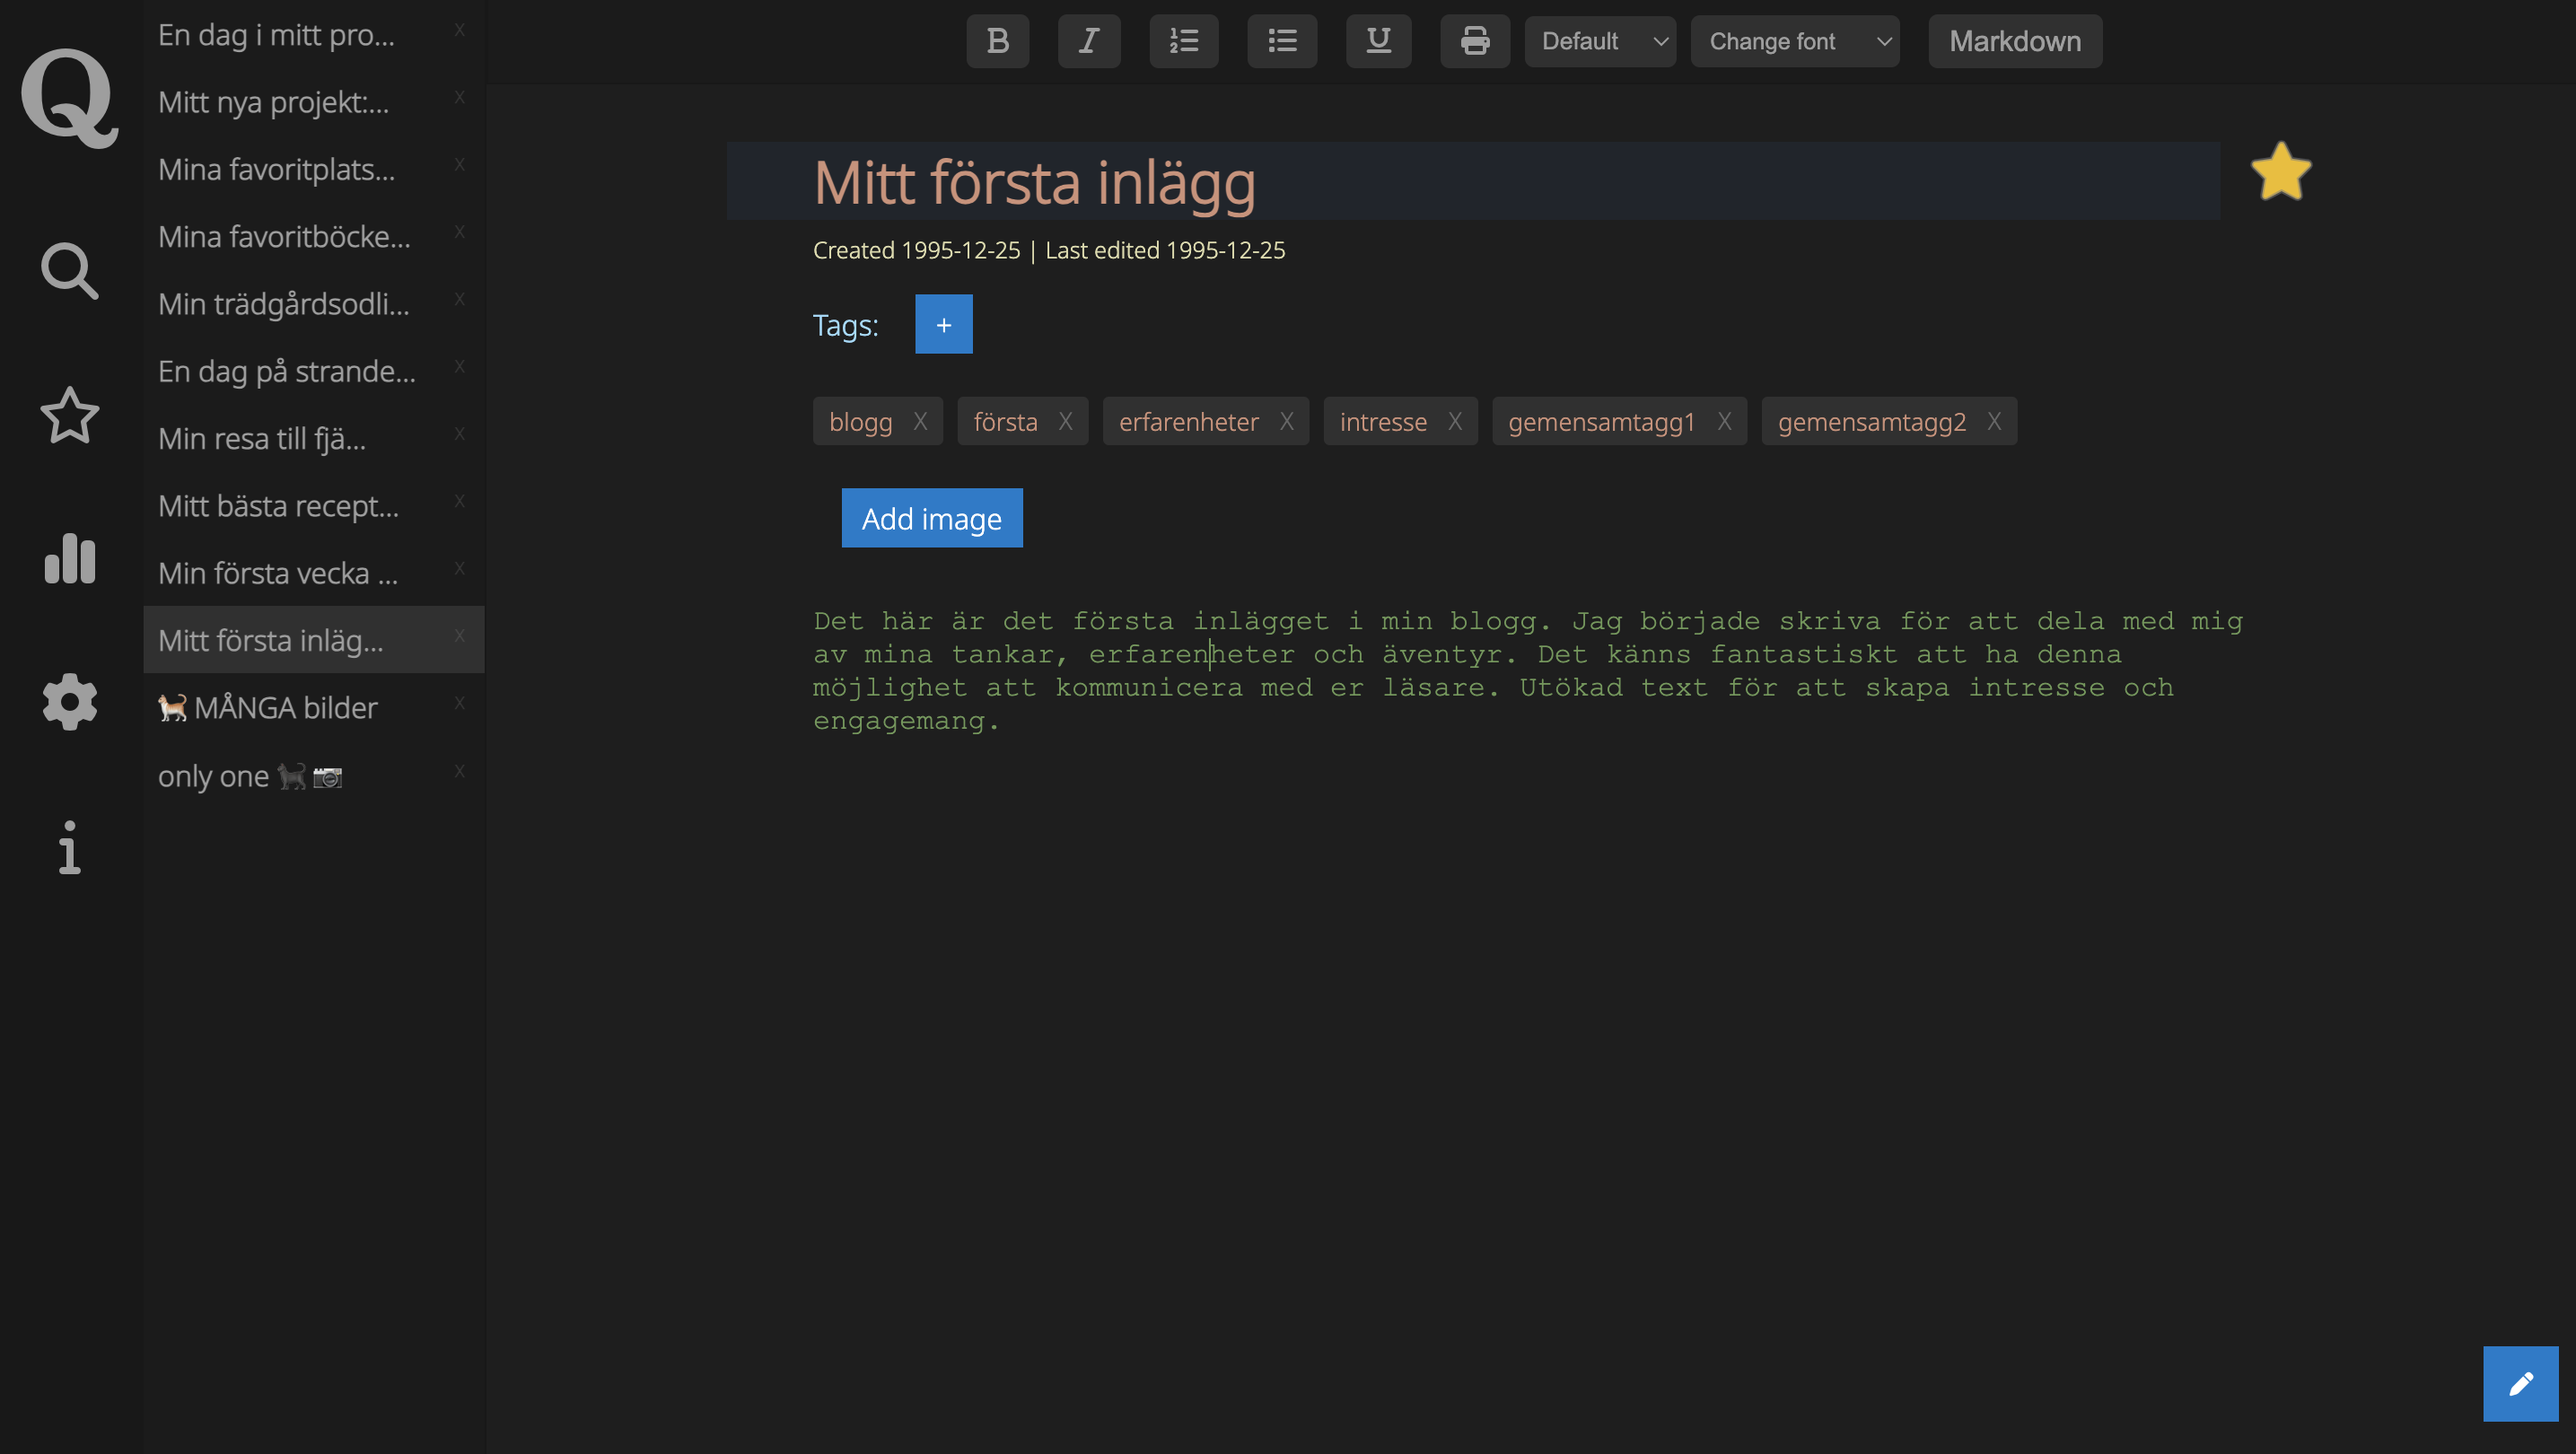 Q
En dag i mitt pro... X
Mitt nya projekt:... X
Mina favoritplats... X
Mina favoritböcke... X
Min trädgårdsodli... X
En dag på strande... X
Min resa till fjä... X
Mitt bästa recept... X
Min första vecka ... X
Mitt första inläg... X
🐈 MÅNGA bilder X
only one 🐈‍⬛ 📷 X
B I U Default Change font Markdown
Mitt första inlägg
Created 1995-12-25 | Last edited 1995-12-25
Tags: +
blogg X första X erfarenheter X intresse X gemensamtagg1 X gemensamtagg2 X
Add image
Det här är det första inlägget i min blogg. Jag började skriva för att dela med mig
av mina tankar, erfarenheter och äventyr. Det känns fantastiskt att ha denna
möjlighet att kommunicera med er läsare. Utökad text för att skapa intresse och
engagemang.